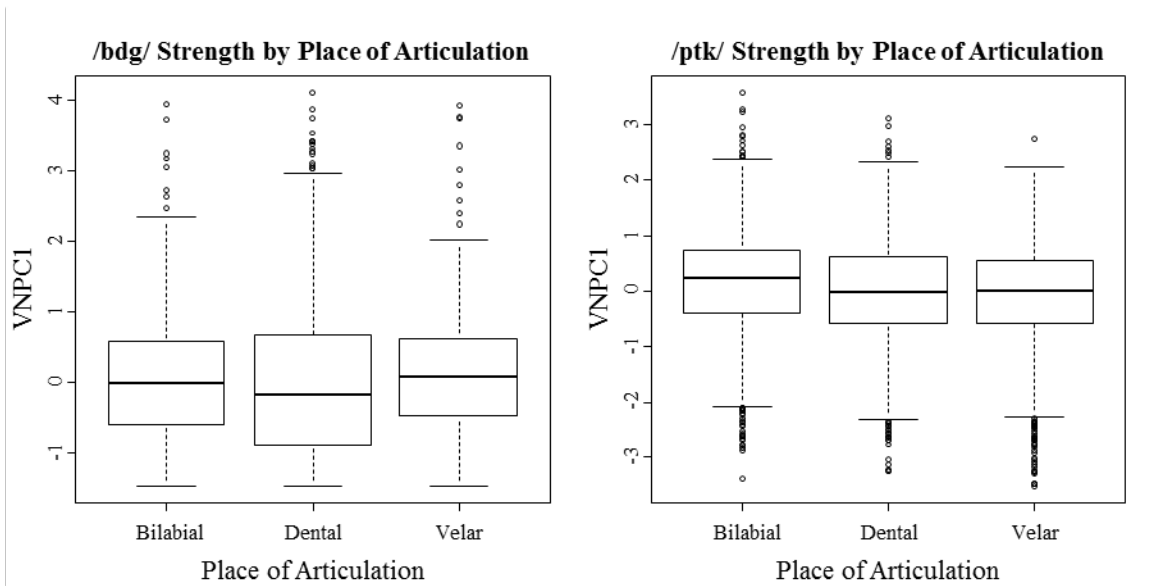 /bdg/ Strength by Place of Articulation
VNPC1
4
3
2
1
0
-1
Bilabial Dental Velar
Place of Articulation
/ptk/ Strength by Place of Articulation
VNPC1
3
2
1
0
-1
-2
-3
Bilabial Dental Velar
Place of Articulation